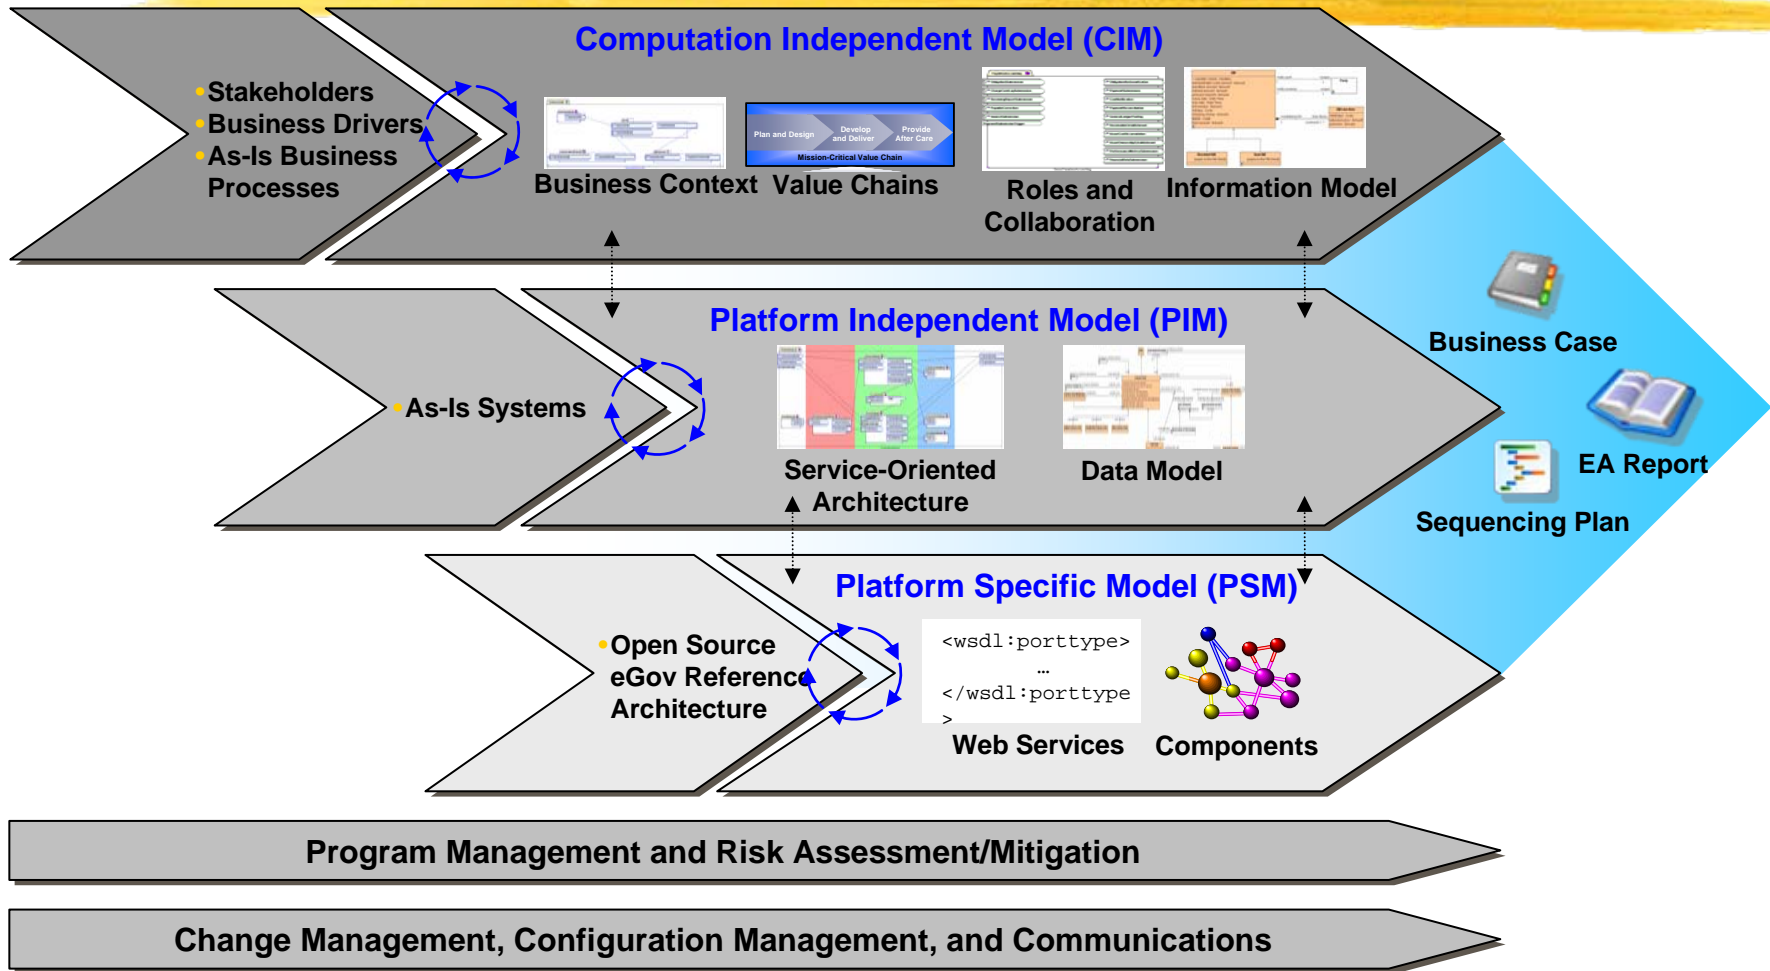 Computation Independent Model (CIM)
•Stakeholders
•Business Drivers
•As-Is Business
Processes
Plan and Design
Develop
and Deliver
Provide
After Care
Mission-Critical Value Chain
Business Context
Value Chains
Roles and
Collaboration
Information Model
Platform Independent Model (PIM)
•As-Is Systems
Service-Oriented
Architecture
Data Model
Business Case
EA Report
Sequencing Plan
Platform Specific Model (PSM)
•Open Source
eGov Reference
Architecture
<wsdl:porttype>
…
</wsdl:porttype
>
Web Services
Components
Program Management and Risk Assessment/Mitigation
Change Management, Configuration Management, and Communications